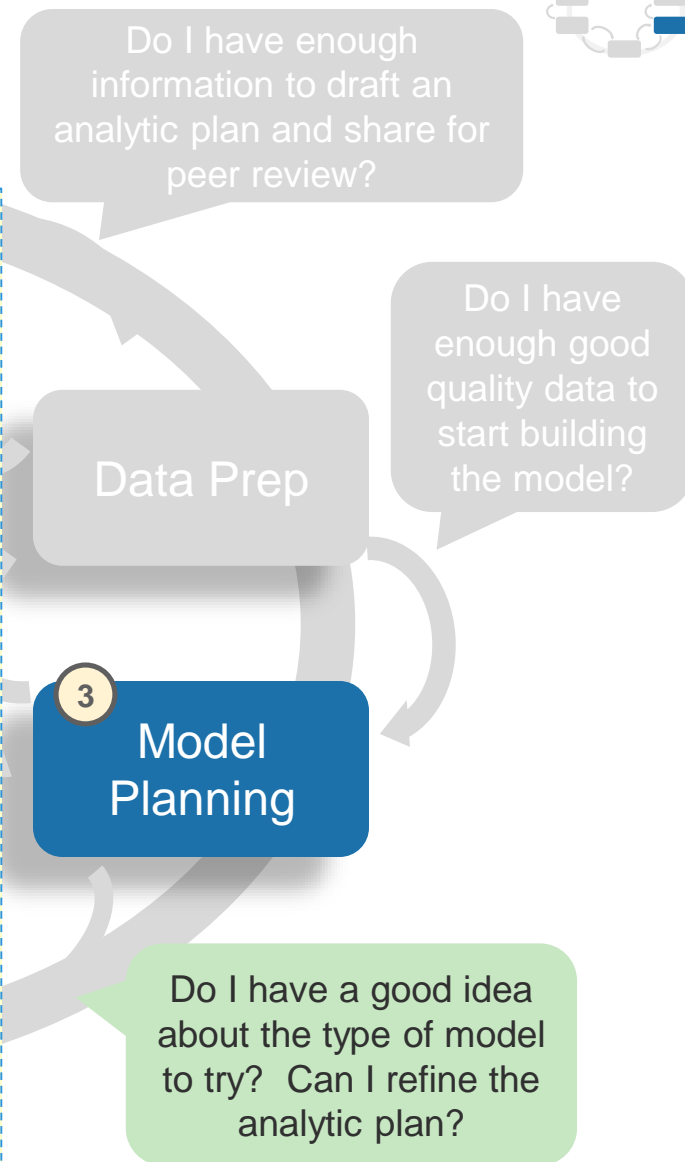 Do I have enough
information to draft an
analytic plan and share for
peer review?
Do I have
enough good
quality data to
start building
the model?
Data Prep
3
Model
Planning
Do I have a good idea
about the type of model
to try?  Can I refine the
analytic plan?